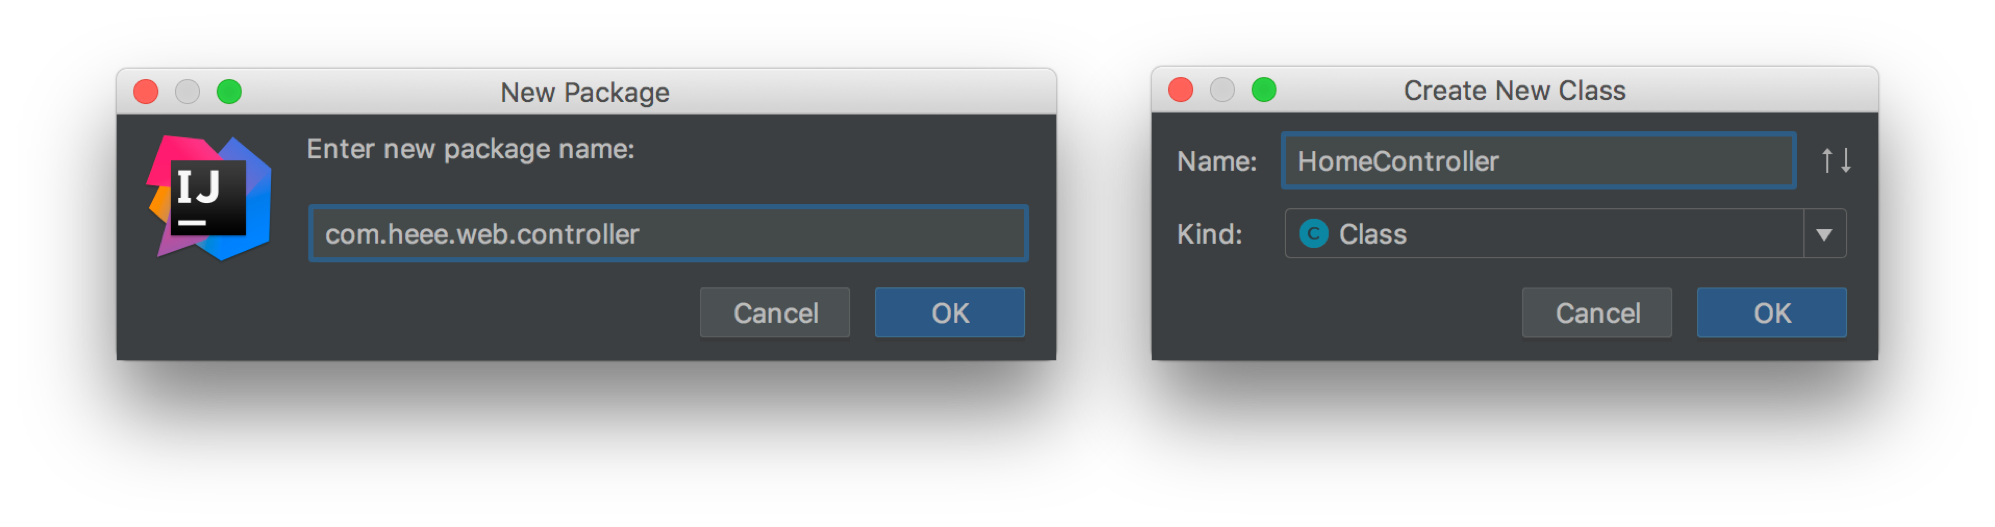 New Package
IJ
Enter new package name:
com.heee.web.controller
Cancel
OK
Create New Class
Name:
HomeController
Kind:
C
Class
Cancel
OK